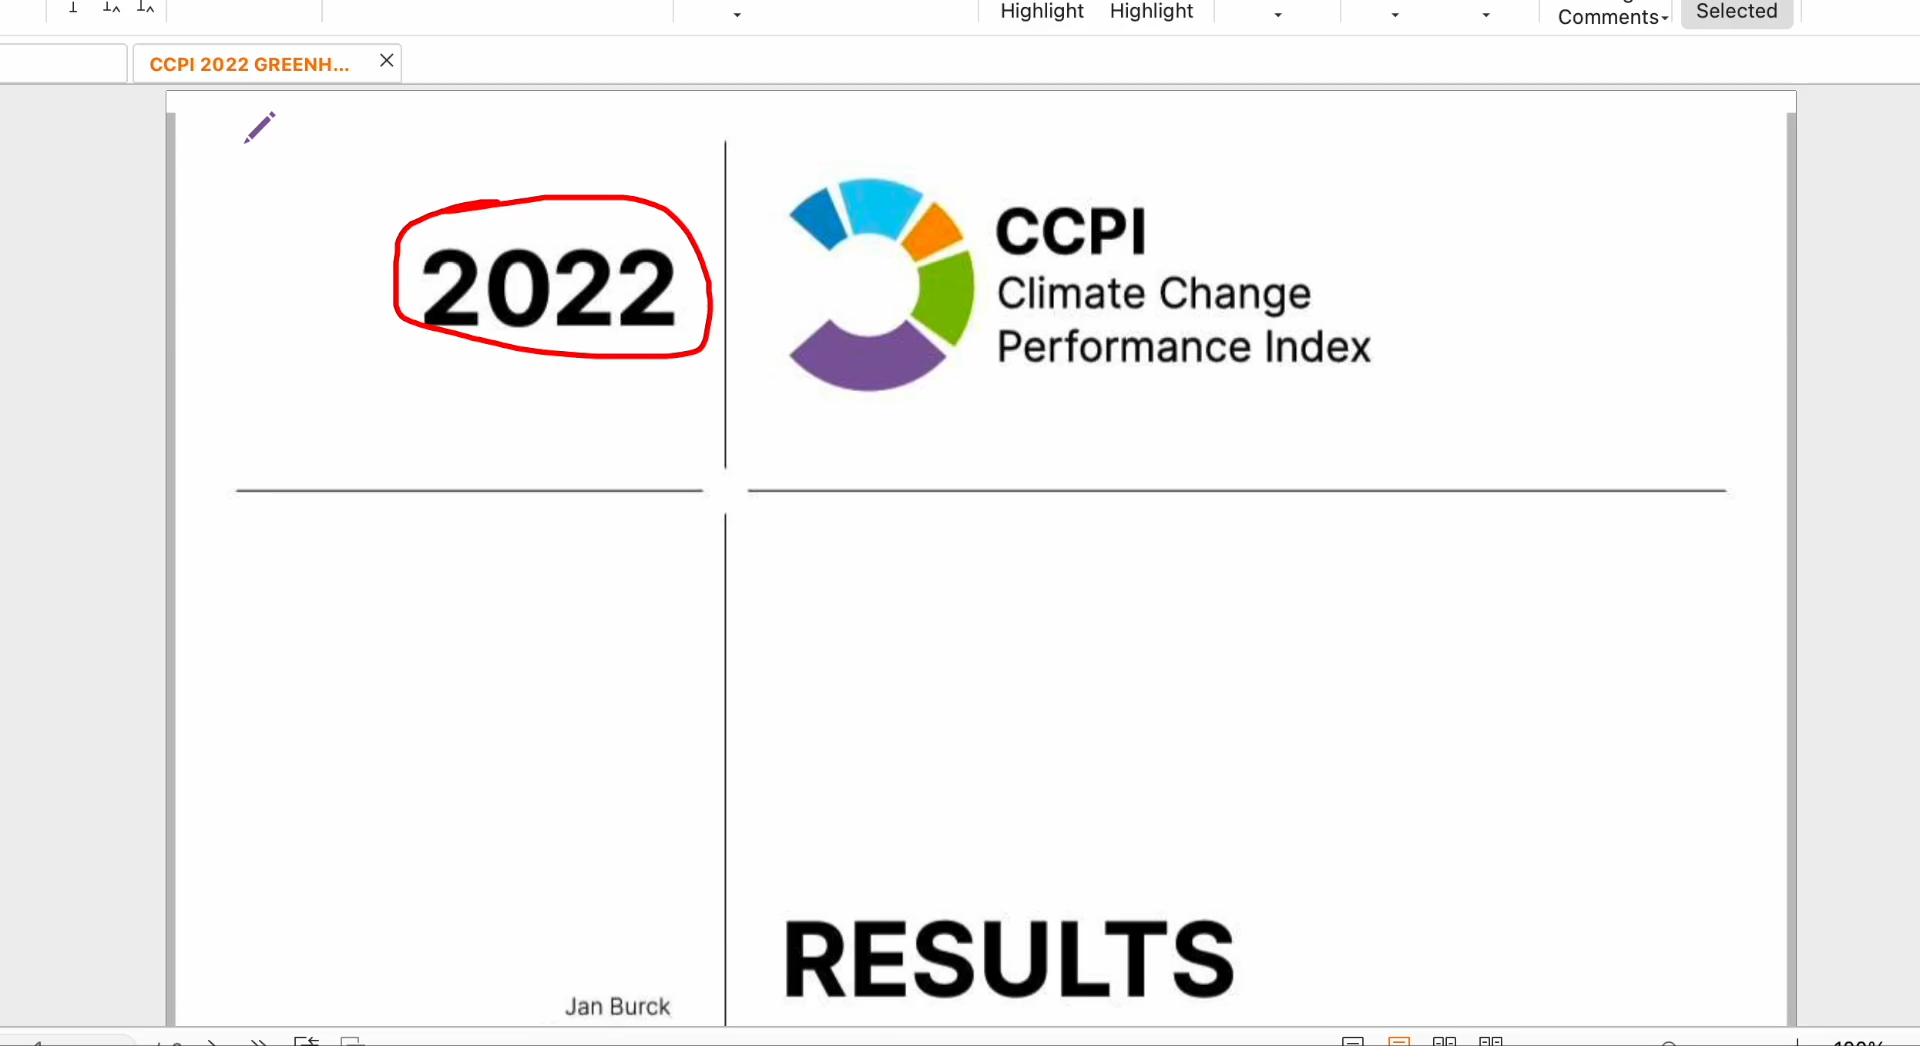 Highlight Highlight Comments Selected
CCPI 2022 GREENH...
2022
CCPI
Climate Change
Performance Index
RESULTS
Jan Burck